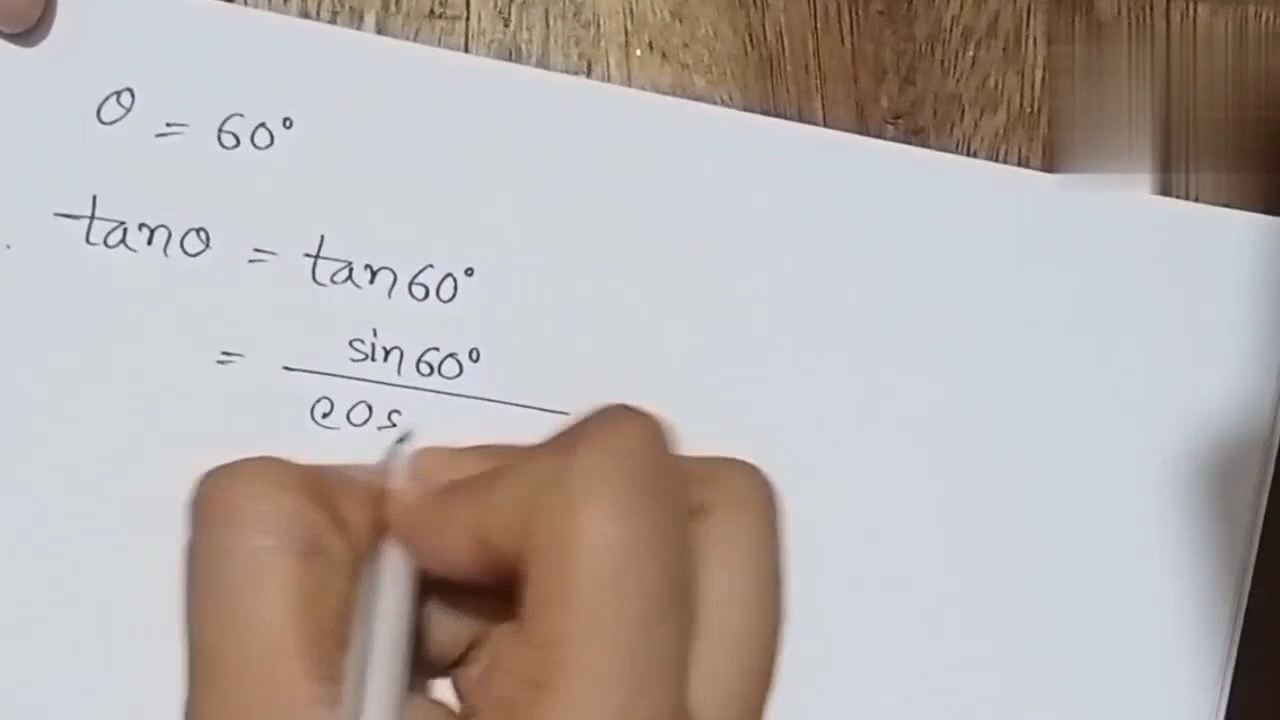 θ = 60°
tanθ = tan60°
= sin60°
cos